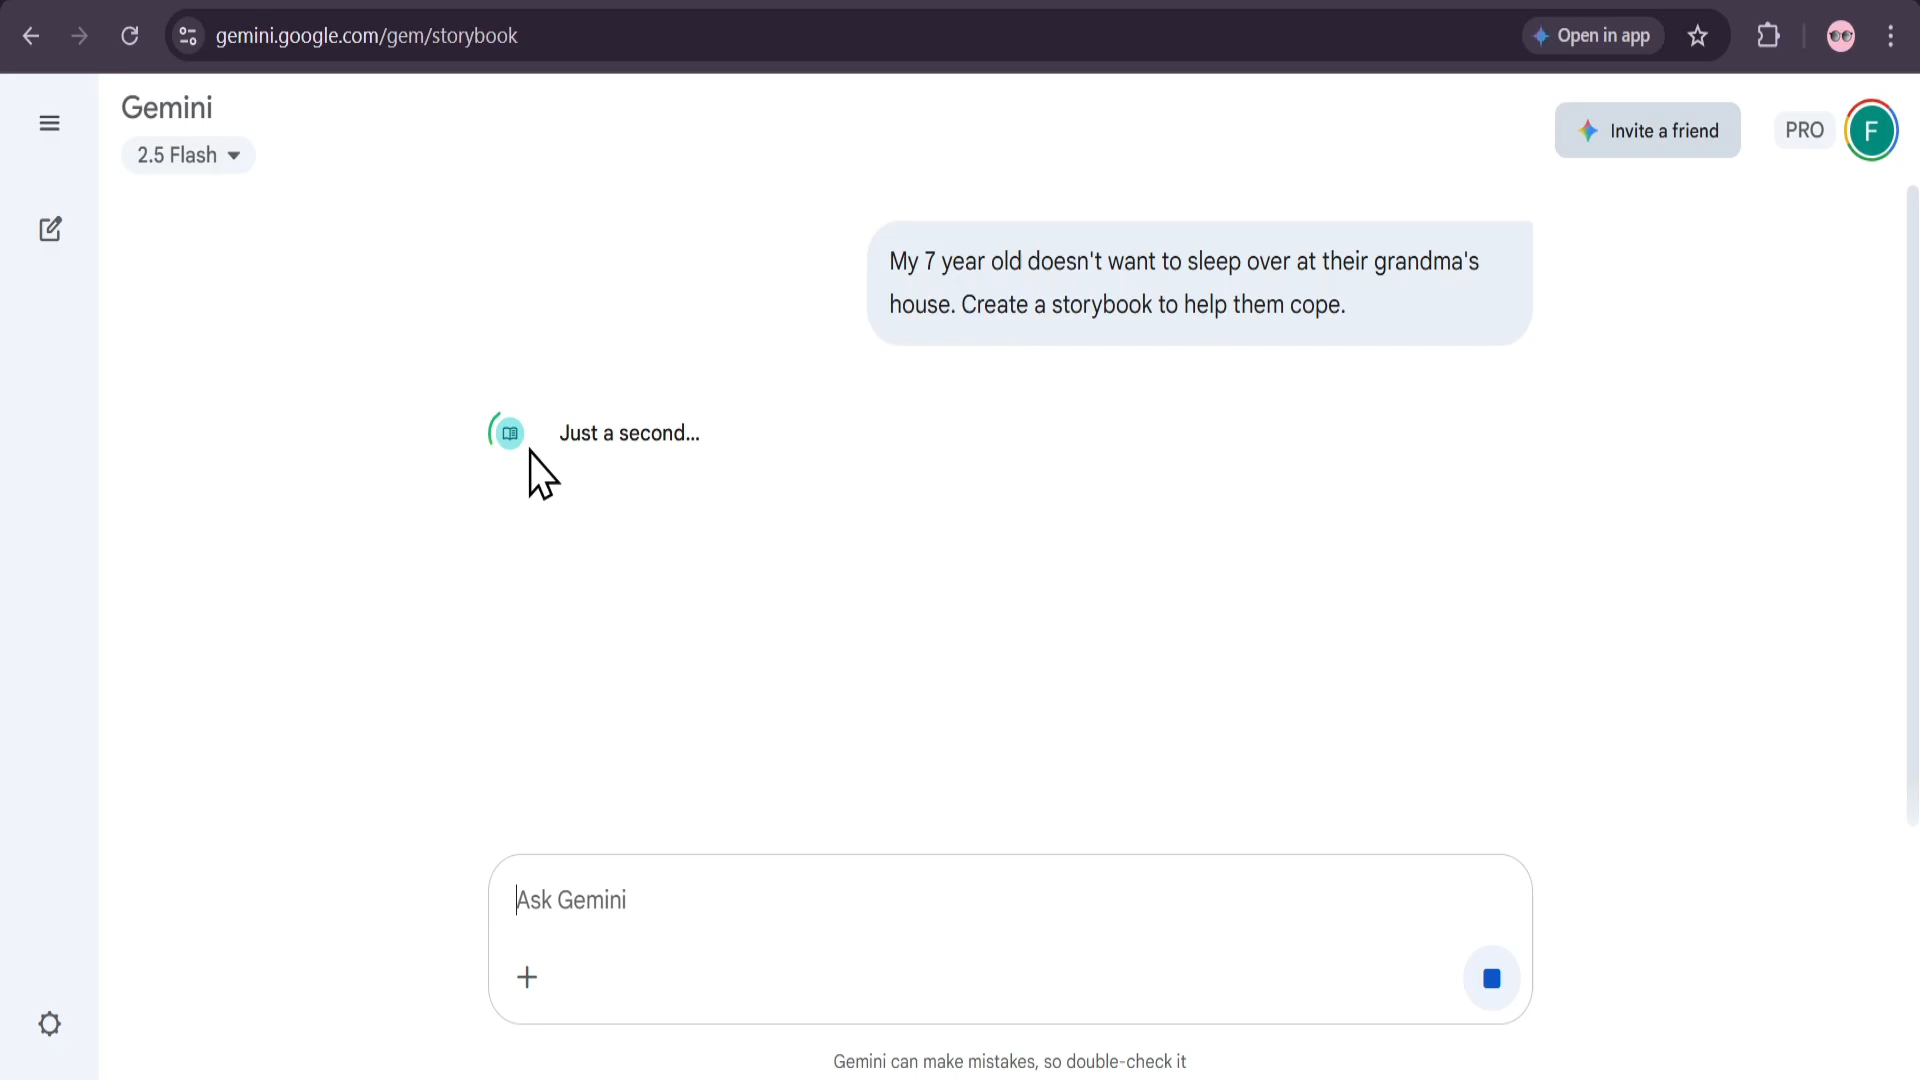 gemini.google.com/gem/storybook
Open in app
Gemini
2.5 Flash
Invite a friend
PRO
F
My 7 year old doesn't want to sleep over at their grandma's
house. Create a storybook to help them cope.
Just a second...
Ask Gemini
Gemini can make mistakes, so double-check it